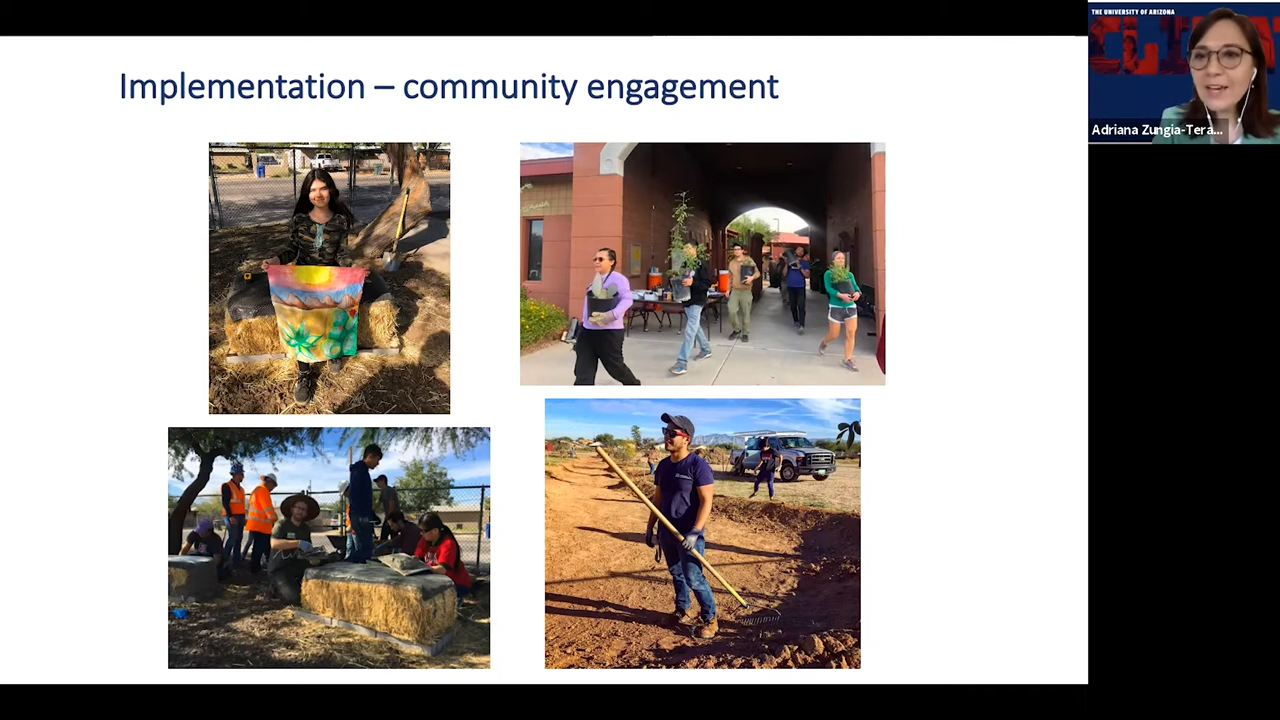 Implementation – community engagement
THE UNIVERSITY OF ARIZONA
Adriana Zungia-Tera...